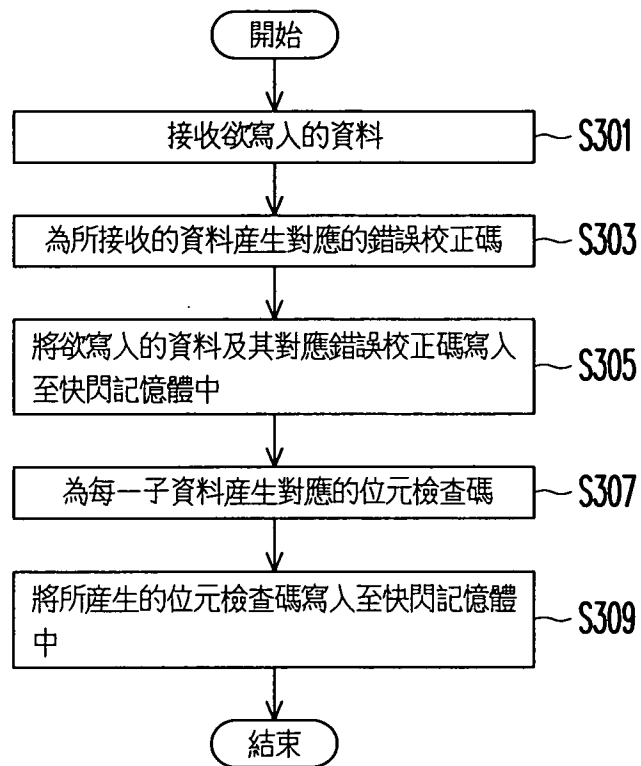 開始
接收欲寫入的資料
S301
為所接收的資料産生對應的錯誤校正碼
S303
將欲寫入的資料及其對應錯誤校正碼寫入
至快閃記憶體中
S305
為每一子資料産生對應的位元檢查碼
S307
將所産生的位元檢查碼寫入至快閃記憶體
中
S309
結束